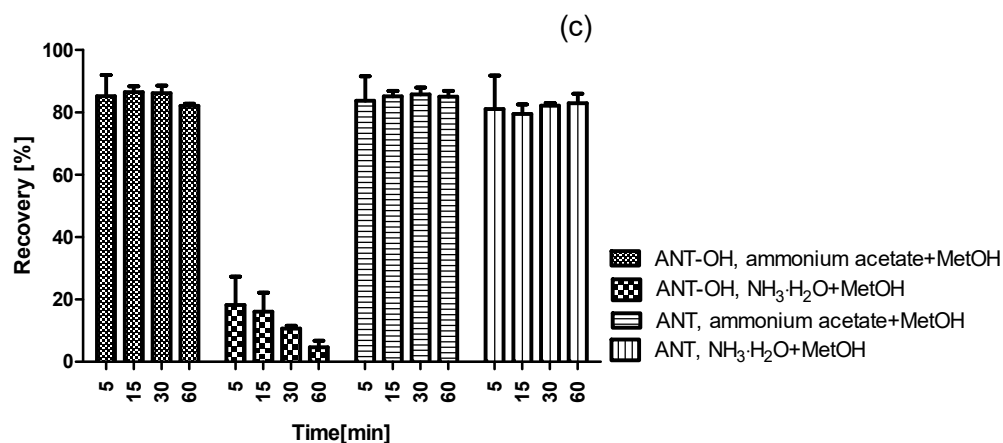 (c)
100
80
60
40
20
0
Recovery [%]
5 15 30 60 5 15 30 60 5 15 30 60 5 15 30 60
Time[min]
ANT-OH, ammonium acetate+MetOH
ANT-OH, NH₃·H₂O+MetOH
ANT, ammonium acetate+MetOH
ANT, NH₃·H₂O+MetOH